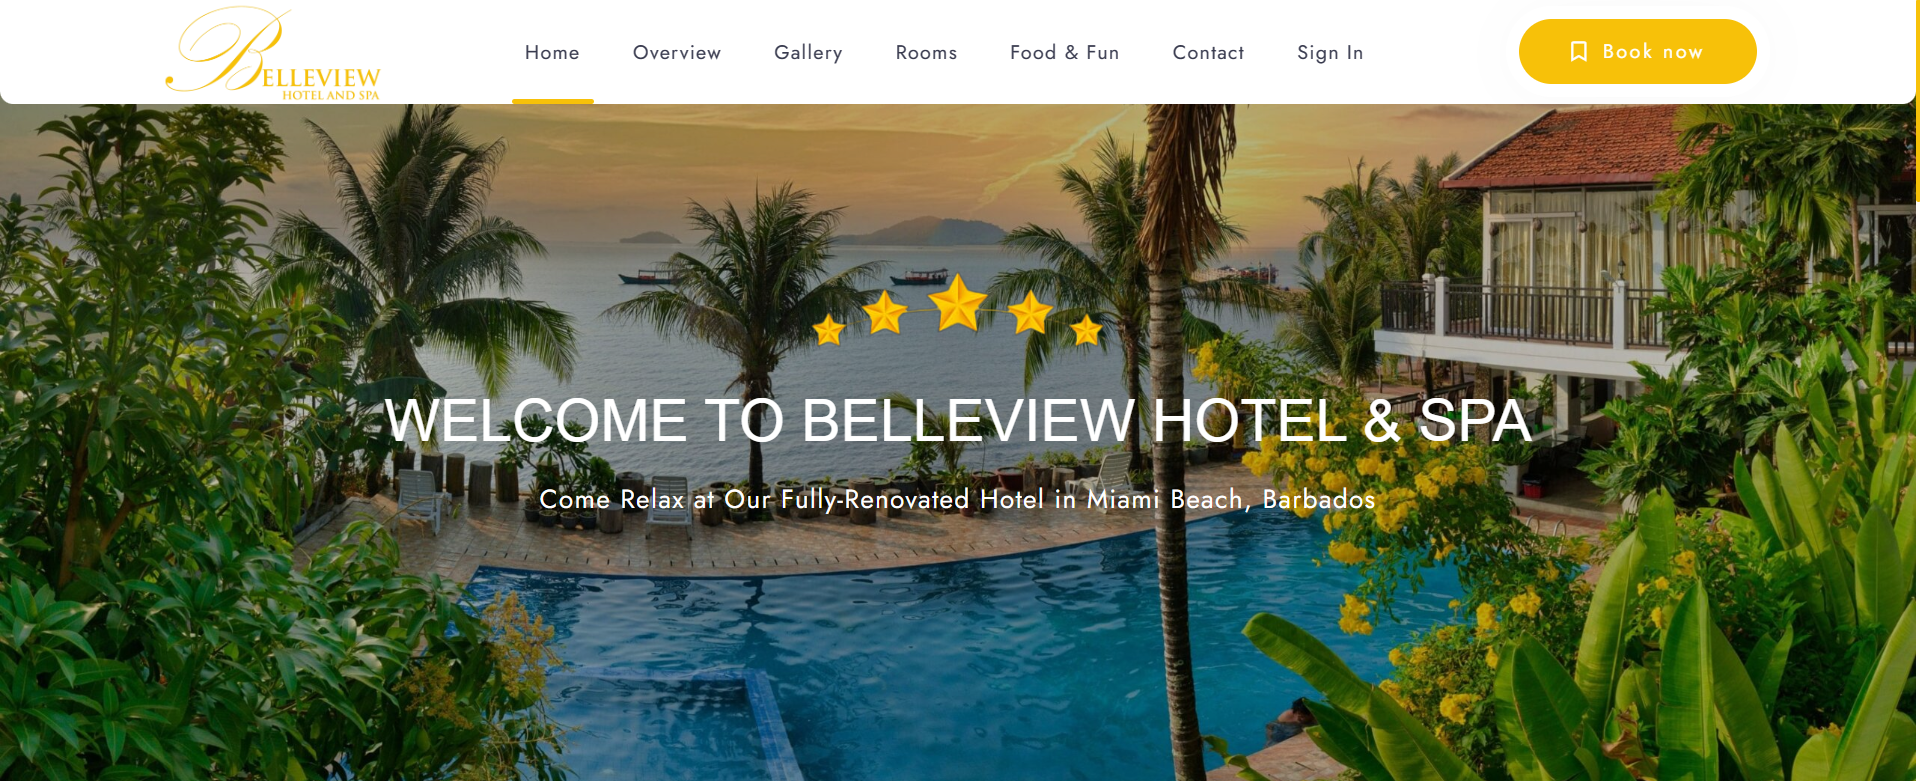 BELLEVIEW
HOTEL AND SPA
Home
Overview
Gallery
Rooms
Food & Fun
Contact
Sign In
Book now
WELCOME TO BELLEVIEW HOTEL & SPA
Come Relax at Our Fully-Renovated Hotel in Miami Beach, Barbados